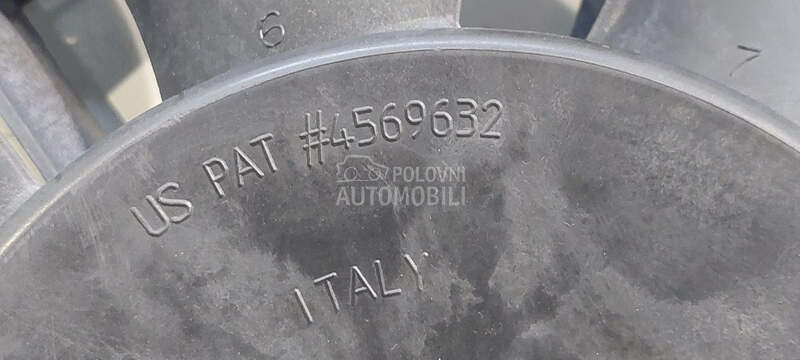 6
7
US PAT #4569632
POLOVNI
AUTOMOBILI
ITALY